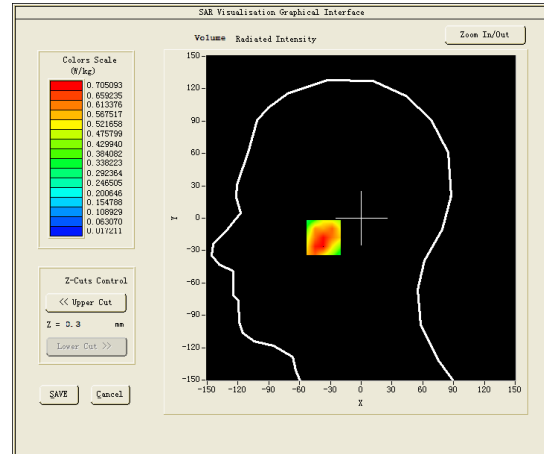 SAR Visualisation Graphical Interface
Volume Radiated Intensity
Zoom In/Out
Colors Scale
(W/kg)
0.705093
0.659235
0.613376
0.567517
0.521658
0.475799
0.429940
0.384082
0.338223
0.292364
0.246505
0.200646
0.154788
0.108929
0.063070
0.017211
Z-Cuts Control
<< Upper Cut
Z = 0.3 mm
Lower Cut >>
SAVE Cancel
150
120
90
60
30
0
-30
-60
-90
-120
-150
Y
-150 -120 -90 -60 -30 0 30 60 90 120 150
X